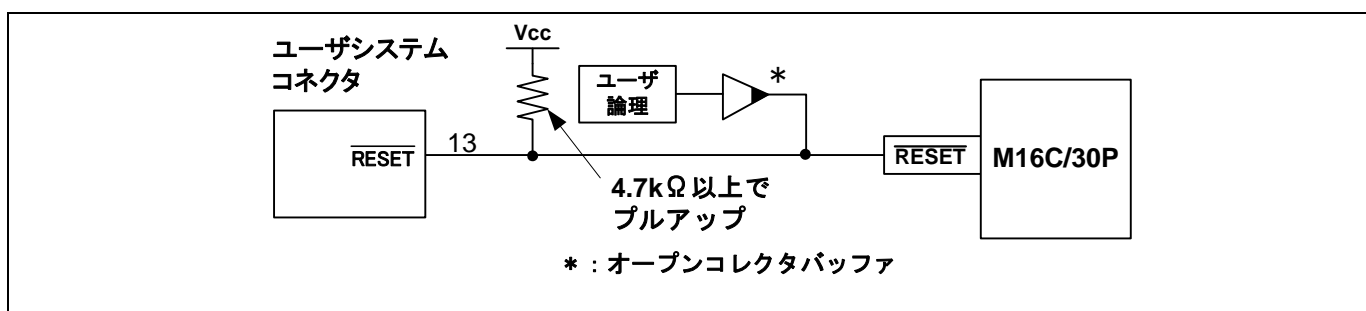 ユーザシステム
コネクタ
RESET
13
Vcc
ユーザ
論理
*
4.7kΩ以上で
プルアップ
RESET
M16C/30P
*：オープンコレクタバッファ